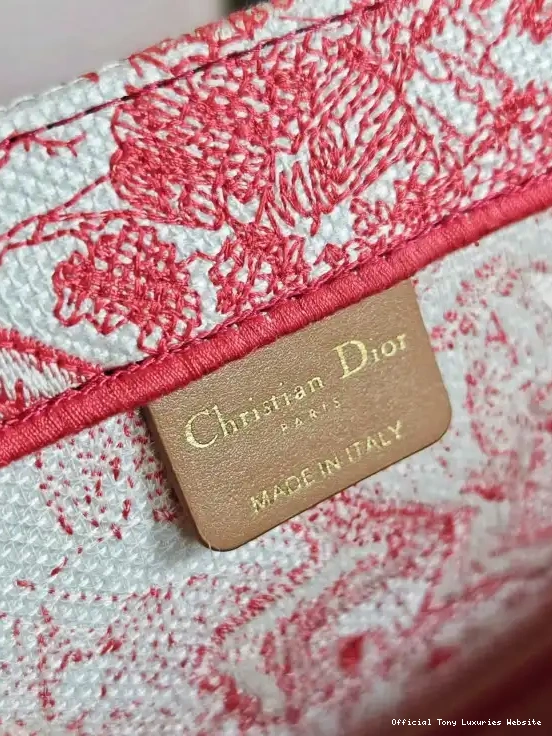 Christian Dior
PARIS
MADE IN ITALY
Official Tony Luxuries Website